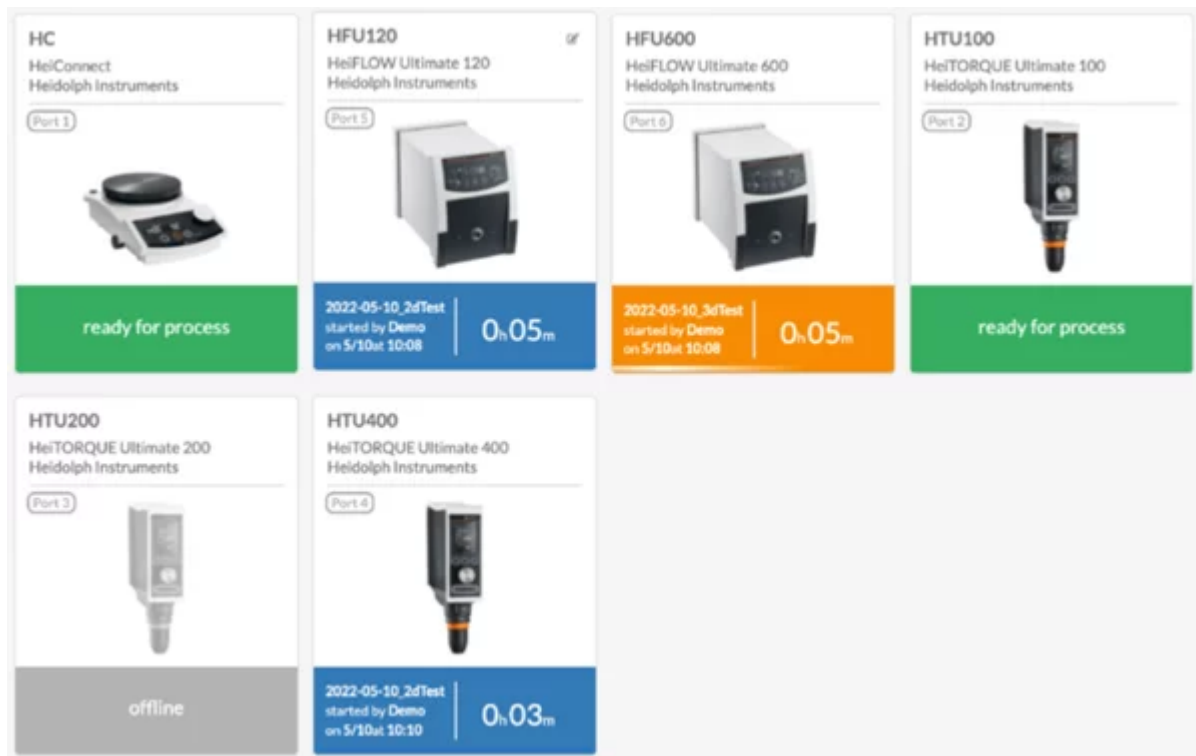 HC
HeiConnect
Heidolph Instruments
Port 1
ready for process
HFU120
HeiFLOW Ultimate 120
Heidolph Instruments
Port 5
2022-05-10_2dTest
started by Demo
on 5/10at 10:08
0h05m
HFU600
HeiFLOW Ultimate 600
Heidolph Instruments
Port 6
2022-05-10_3dTest
started by Demo
on 5/10at 10:08
0h05m
HTU100
HeiTORQUE Ultimate 100
Heidolph Instruments
Port 2
ready for process
HTU200
HeiTORQUE Ultimate 200
Heidolph Instruments
Port 3
offline
HTU400
HeiTORQUE Ultimate 400
Heidolph Instruments
Port 4
2022-05-10_2dTest
started by Demo
on 5/10at 10:10
0h03m